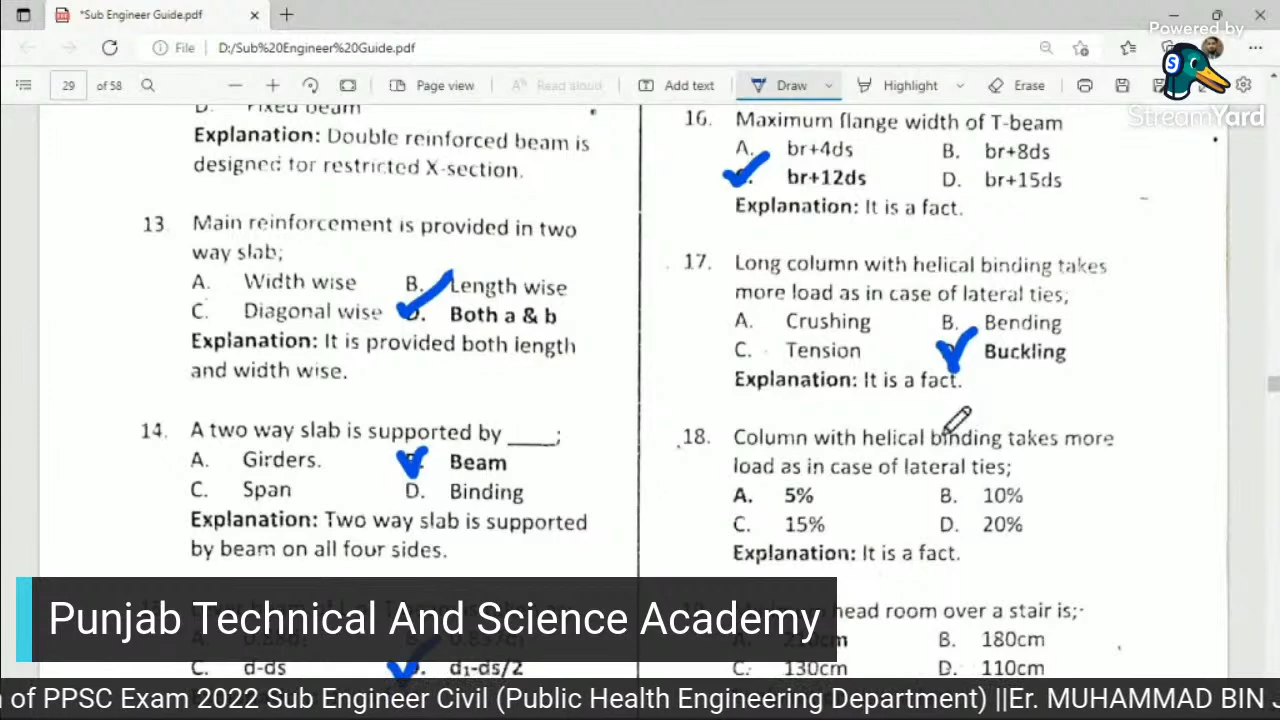 *Sub Engineer Guide.pdf
File D:/Sub%20Engineer%20Guide.pdf
Powered by
StreamYard
29 of 58 Page view Read aloud Add text Draw Highlight Erase
D. Fixed beam
Explanation: Double reinforced beam is
designed for restricted X-section.
13. Main reinforcement is provided in two
way slab;
A. Width wise B. Length wise
C. Diagonal wise D. Both a & b
Explanation: It is provided both length
and width wise.
14. A two way slab is supported by ____;
A. Girders. Beam
C. Span D. Binding
Explanation: Two way slab is supported
by beam on all four sides.
C. d-ds d₁-ds/2
16. Maximum flange width of T-beam
A. br+4ds B. br+8ds
br+12ds D. br+15ds
Explanation: It is a fact.
17. Long column with helical binding takes
more load as in case of lateral ties;
A. Crushing B. Bending
C. Tension Buckling
Explanation: It is a fact.
18. Column with helical binding takes more
load as in case of lateral ties;
A. 5% B. 10%
C. 15% D. 20%
Explanation: It is a fact.
head room over a stair is;
B. 180cm
C. 130cm D. 110cm
Punjab Technical And Science Academy
of PPSC Exam 2022 Sub Engineer Civil (Public Health Engineering Department) ||Er. MUHAMMAD BIN